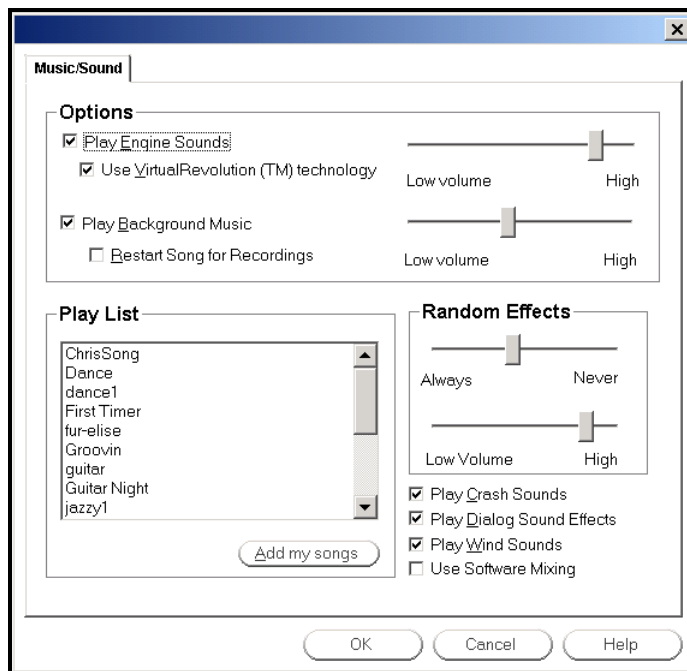 Music/Sound
Options
Play Engine Sounds
Use VirtualRevolution (TM) technology
Low volume High
Play Background Music
Restart Song for Recordings
Low volume High
Play List
ChrisSong
Dance
dance1
First Timer
fur-elise
Groovin
guitar
Guitar Night
jazzy1
Add my songs
Random Effects
Always Never
Low Volume High
Play Crash Sounds
Play Dialog Sound Effects
Play Wind Sounds
Use Software Mixing
OK Cancel Help